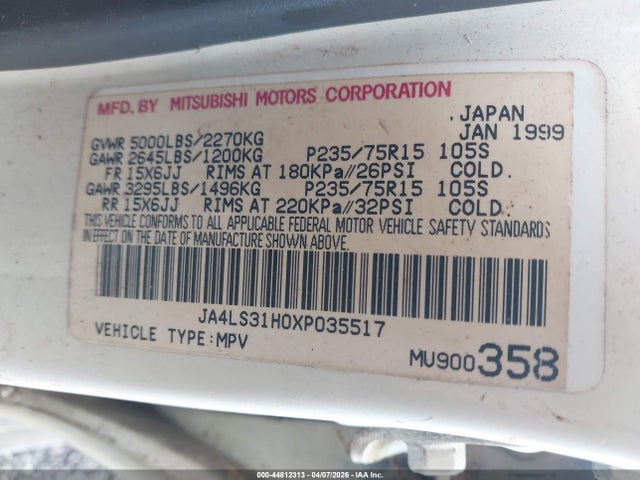 MFD. BY MITSUBISHI MOTORS CORPORATION
. JAPAN
GVWR 5000LBS/2270KG JAN 1999
GAWR 2645LBS/1200KG P235/75R15 105S
FR 15X6JJ RIMS AT 180KPa//26PSI COLD.
GAWR 3295LBS/1496KG P235/75R15 105S
RR 15X6JJ RIMS AT 220KPa//32PSI COLD.
THIS VEHICLE CONFORMS TO ALL APPLICABLE FEDERAL MOTOR VEHICLE SAFETY STANDARDS
IN EFFECT ON THE DATE OF MANUFACTURE SHOWN ABOVE.
JA4LS31H0XP035517
VEHICLE TYPE:MPV
MU900358
000-44812313 - 04/07/2026 - IAA Inc.